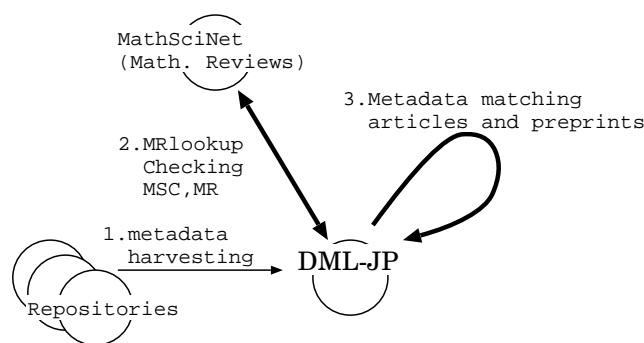 MathSciNet
(Math. Reviews)
3.Metadata matching
articles and preprints
2.MRlookup
Checking
MSC,MR
1.metadata
harvesting
DML-JP
Repositories